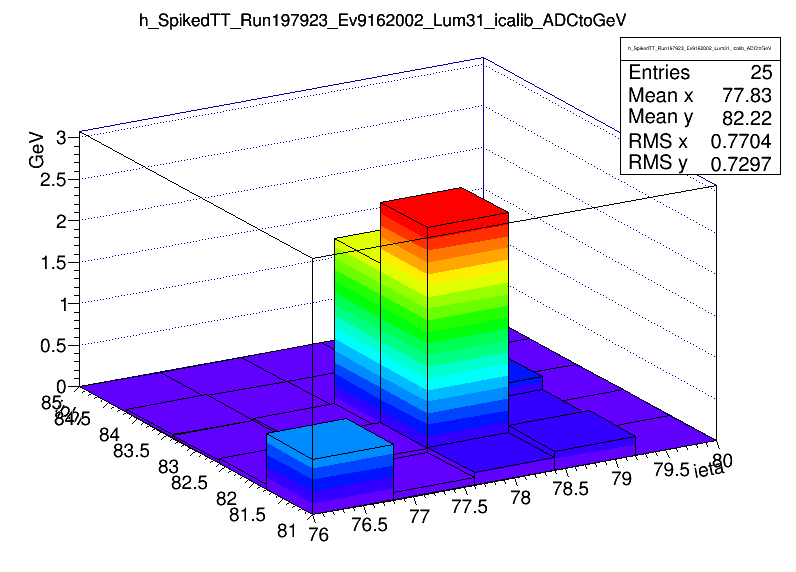 h_SpikedTT_Run197923_Ev9162002_Lum31_icalib_ADCtoGeV
h_SpikedTT_Run197923_Ev9162002_Lum31_icalib_ADCtoGeV
Entries 25
Mean x 77.83
Mean y 82.22
RMS x 0.7704
RMS y 0.7297
GeV
3
2.5
2
1.5
1
0.5
0
85
84.5
84
83.5
83
82.5
82
81.5
81
76
76.5
77
77.5
78
78.5
79
79.5
80
ieta